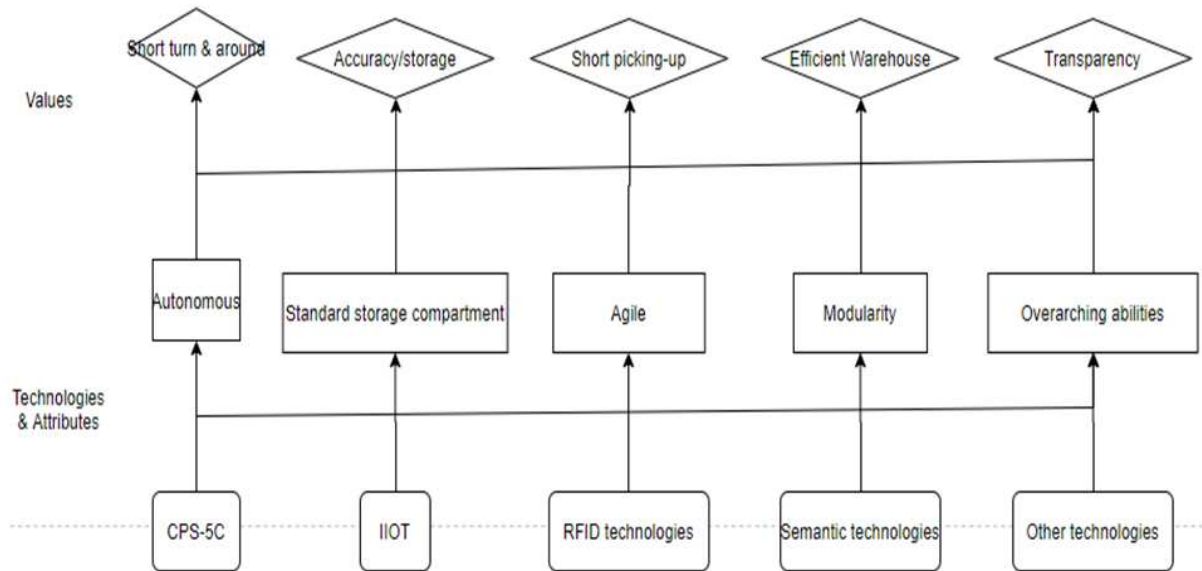 Short turn & around
Accuracy/storage
Short picking-up
Efficient Warehouse
Transparency
Values
Autonomous
Standard storage compartment
Agile
Modularity
Overarching abilities
Technologies
& Attributes
CPS-5C
IIOT
RFID technologies
Semantic technologies
Other technologies